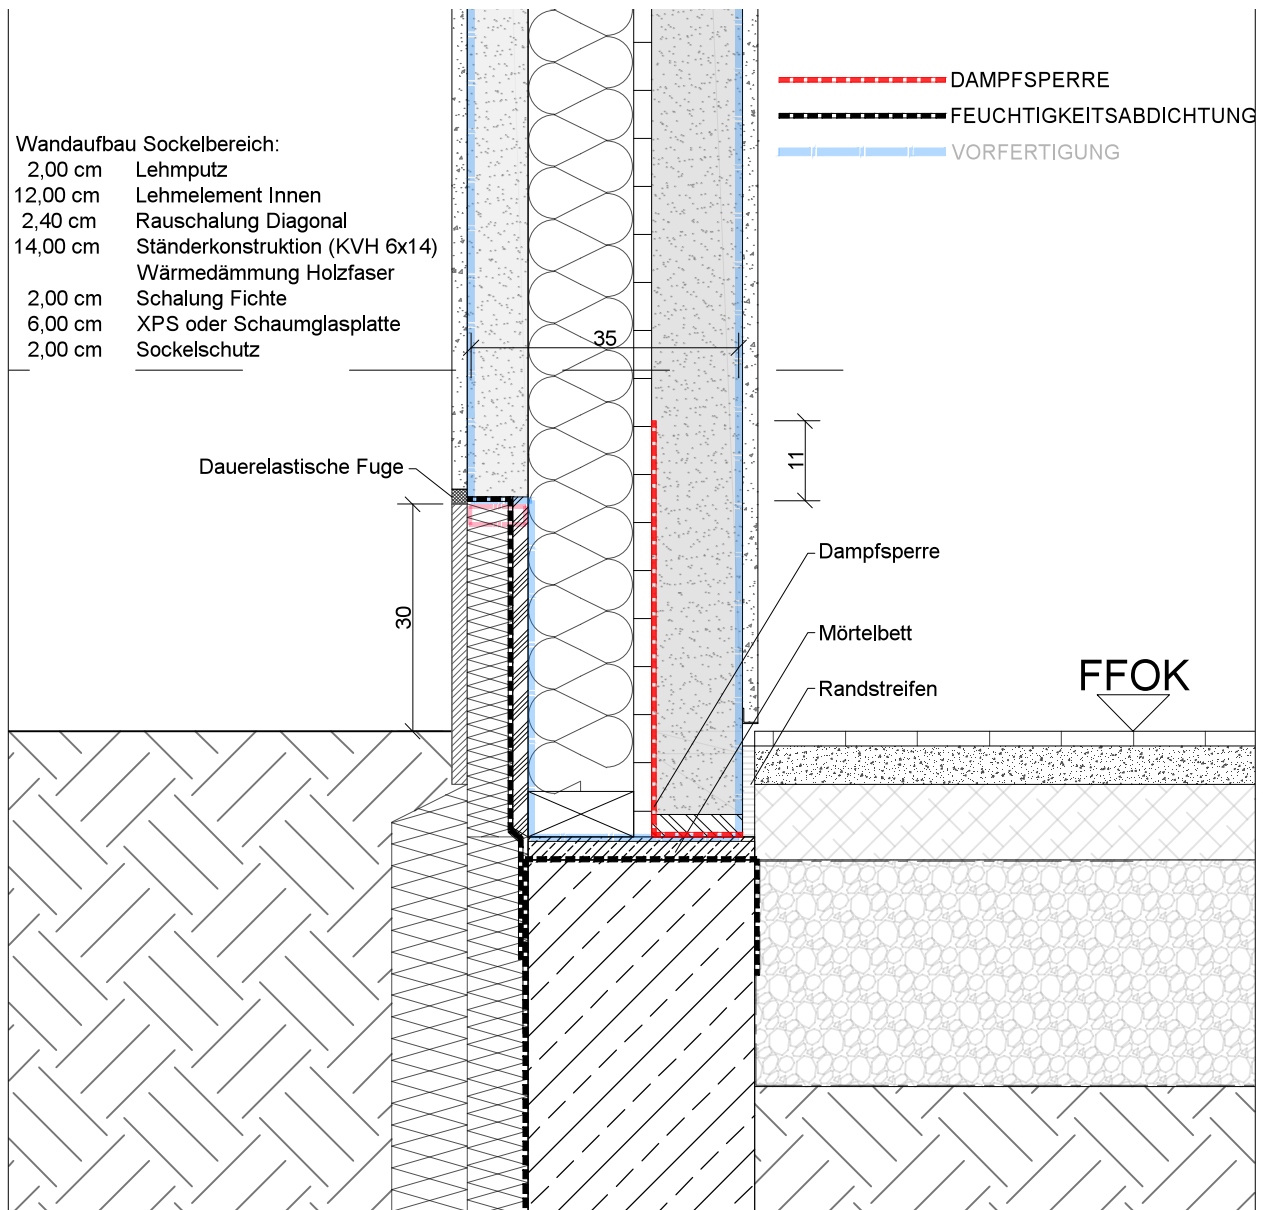 DAMPFSPERRE
FEUCHTIGKEITSABDICHTUNG
VORFERTIGUNG
Wandaufbau Sockelbereich:
2,00 cm Lehmputz
12,00 cm Lehmelement Innen
2,40 cm Rauschalung Diagonal
14,00 cm Ständerkonstruktion (KVH 6x14)
Wärmedämmung Holzfaser
2,00 cm Schalung Fichte
6,00 cm XPS oder Schaumglasplatte
2,00 cm Sockelschutz
35
Dauerelastische Fuge
11
30
Dampfsperre
Mörtelbett
Randstreifen
FFOK